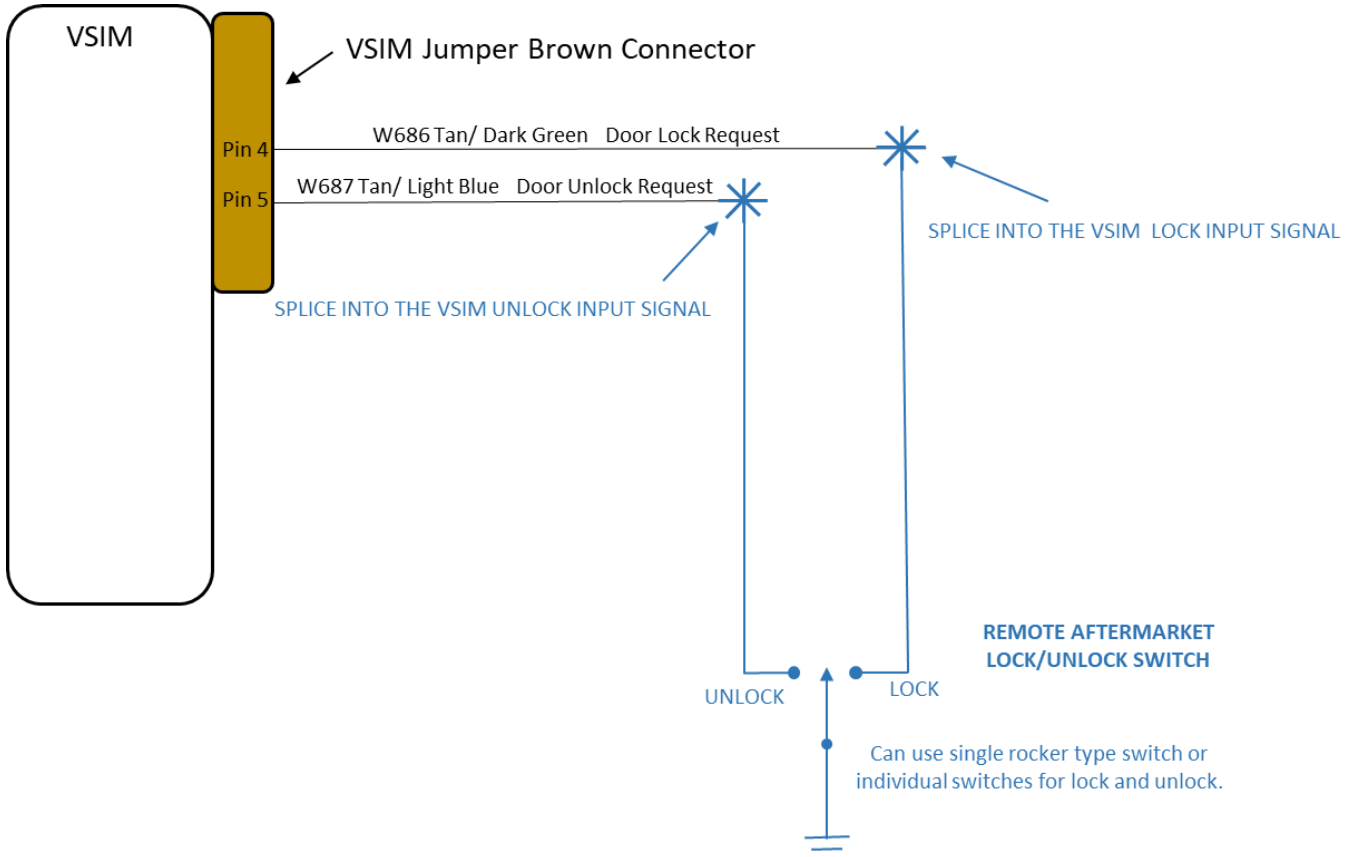 VSIM
VSIM Jumper Brown Connector
Pin 4
W686 Tan/ Dark Green   Door Lock Request
Pin 5
W687 Tan/ Light Blue   Door Unlock Request
SPLICE INTO THE VSIM  LOCK INPUT SIGNAL
SPLICE INTO THE VSIM UNLOCK INPUT SIGNAL
REMOTE AFTERMARKET
LOCK/UNLOCK SWITCH
UNLOCK
LOCK
Can use single rocker type switch or
individual switches for lock and unlock.